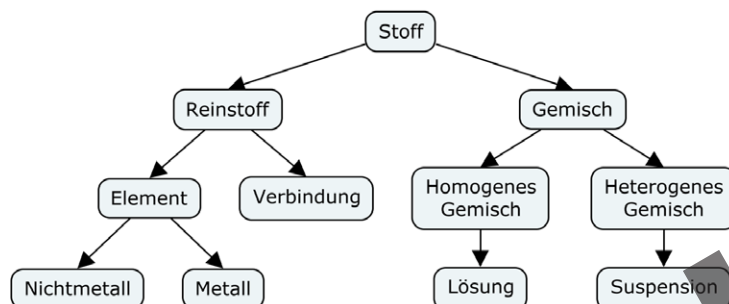 Stoff
Reinstoff
Gemisch
Element
Verbindung
Homogenes
Gemisch
Heterogenes
Gemisch
Nichtmetall
Metall
Lösung
Suspension